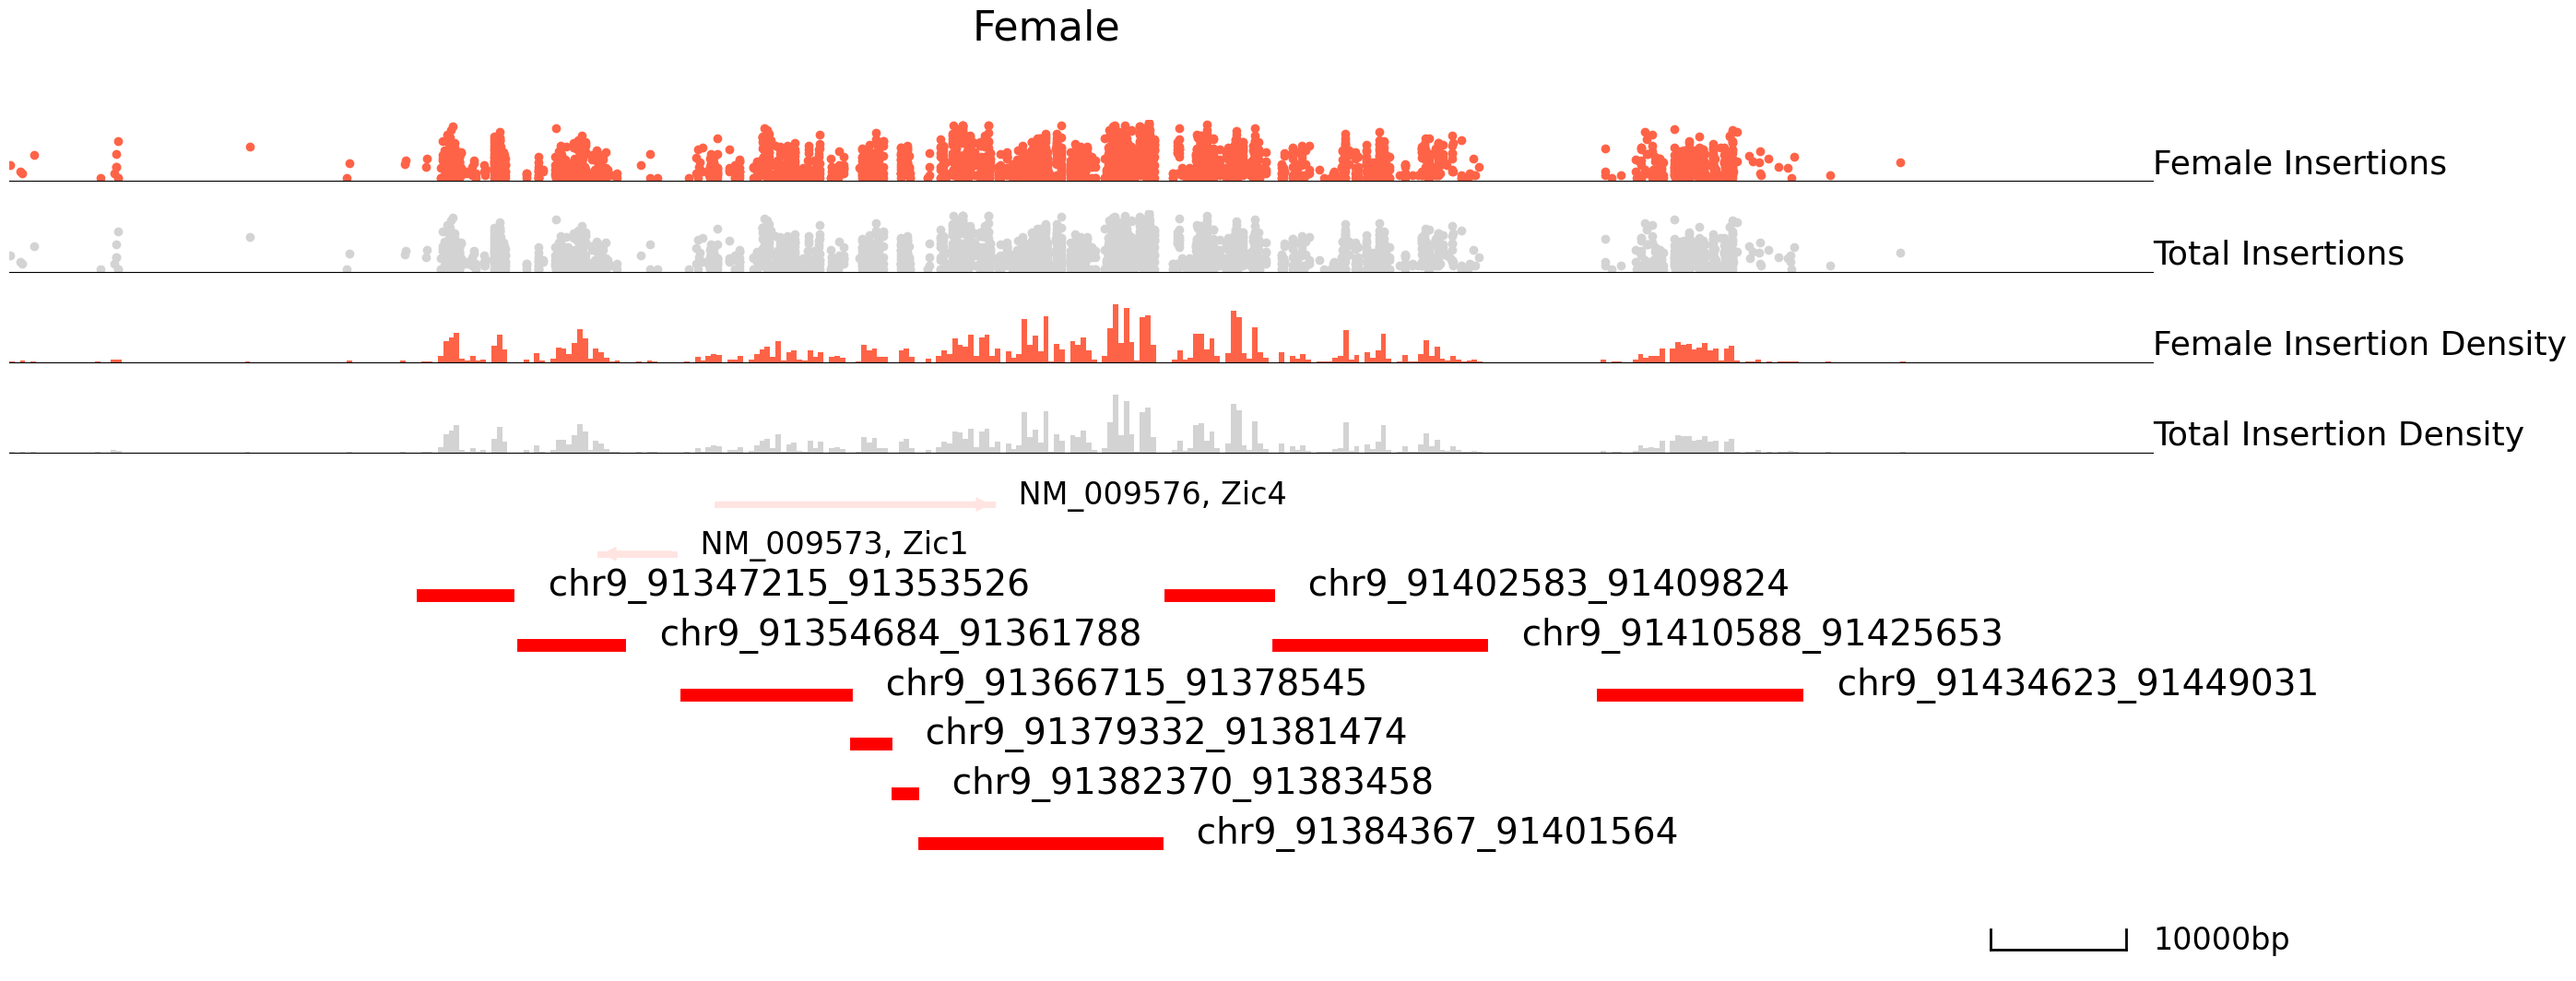 Female
Female Insertions
Total Insertions
Female Insertion Density
Total Insertion Density
NM_009576, Zic4
NM_009573, Zic1
chr9_91347215_91353526
chr9_91402583_91409824
chr9_91354684_91361788
chr9_91410588_91425653
chr9_91366715_91378545
chr9_91434623_91449031
chr9_91379332_91381474
chr9_91382370_91383458
chr9_91384367_91401564
10000bp